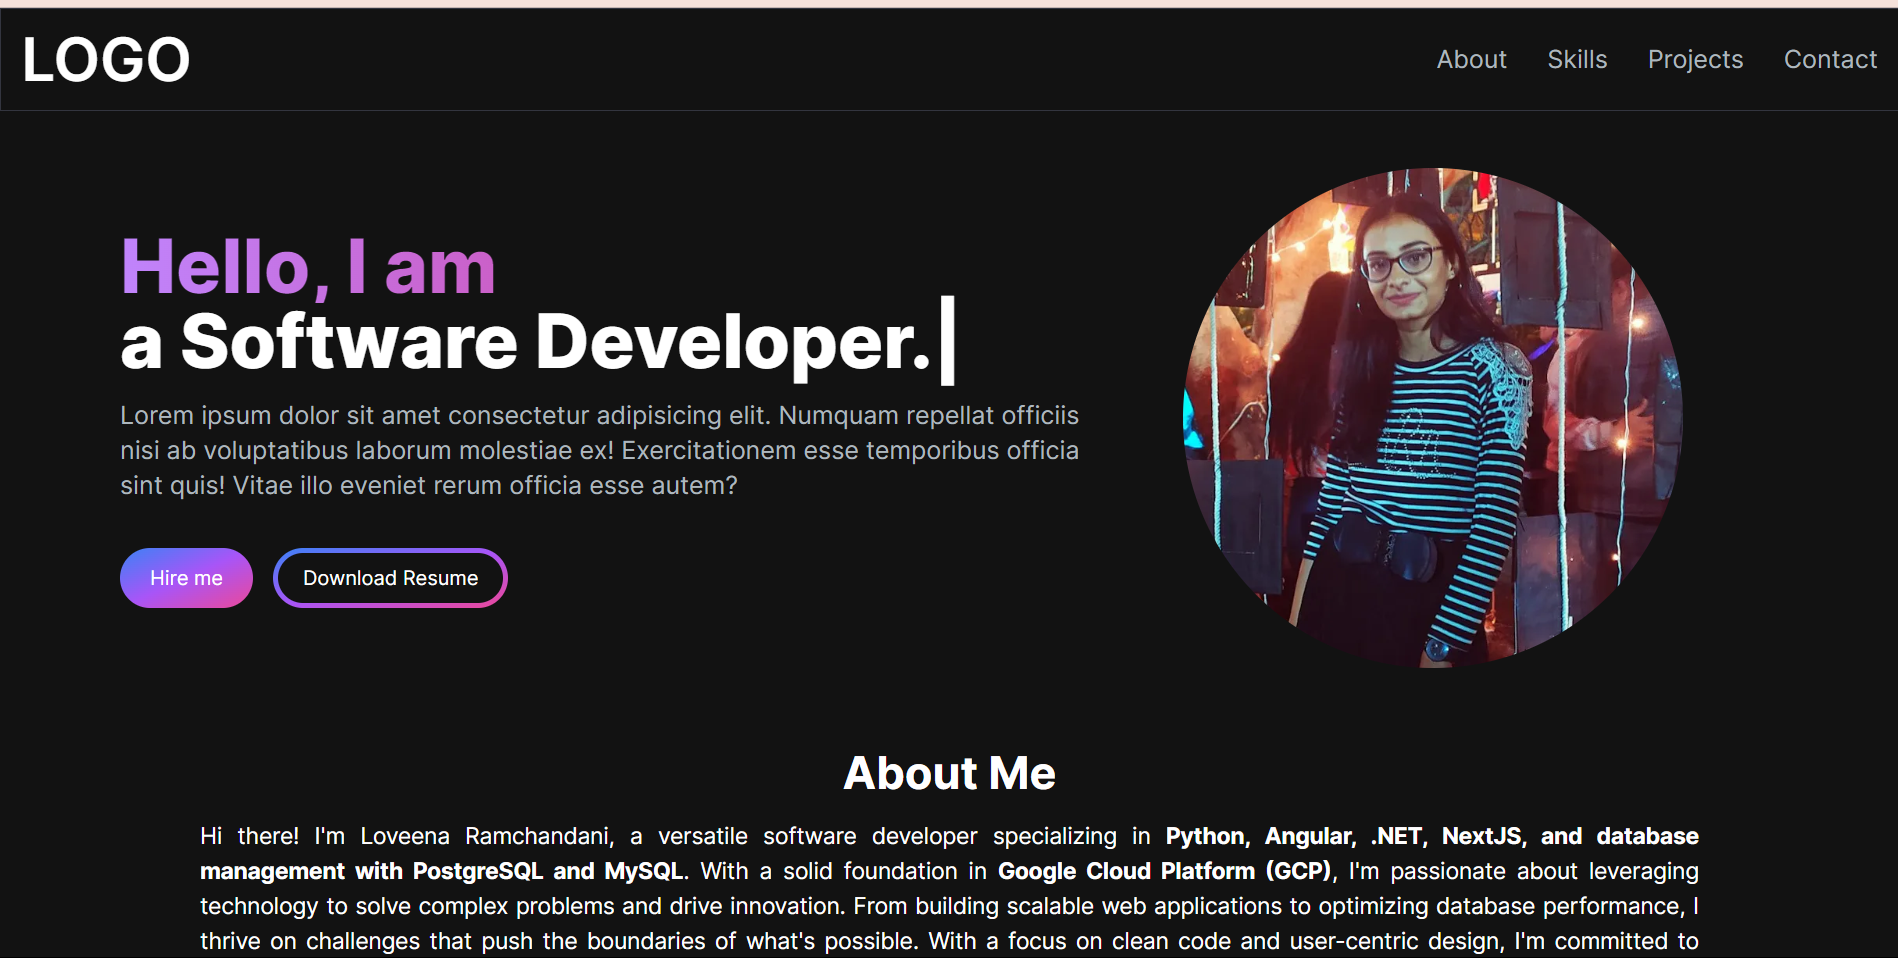 LOGO
About Skills Projects Contact
Hello, I am
a Software Developer.
Lorem ipsum dolor sit amet consectetur adipisicing elit. Numquam repellat officiis
nisi ab voluptatibus laborum molestiae ex! Exercitationem esse temporibus officia
sint quis! Vitae illo eveniet rerum officia esse autem?
Hire me
Download Resume
About Me
Hi there! I'm Loveena Ramchandani, a versatile software developer specializing in Python, Angular, .NET, NextJS, and database
management with PostgreSQL and MySQL. With a solid foundation in Google Cloud Platform (GCP), I'm passionate about leveraging
technology to solve complex problems and drive innovation. From building scalable web applications to optimizing database performance, I
thrive on challenges that push the boundaries of what's possible. With a focus on clean code and user-centric design, I'm committed to